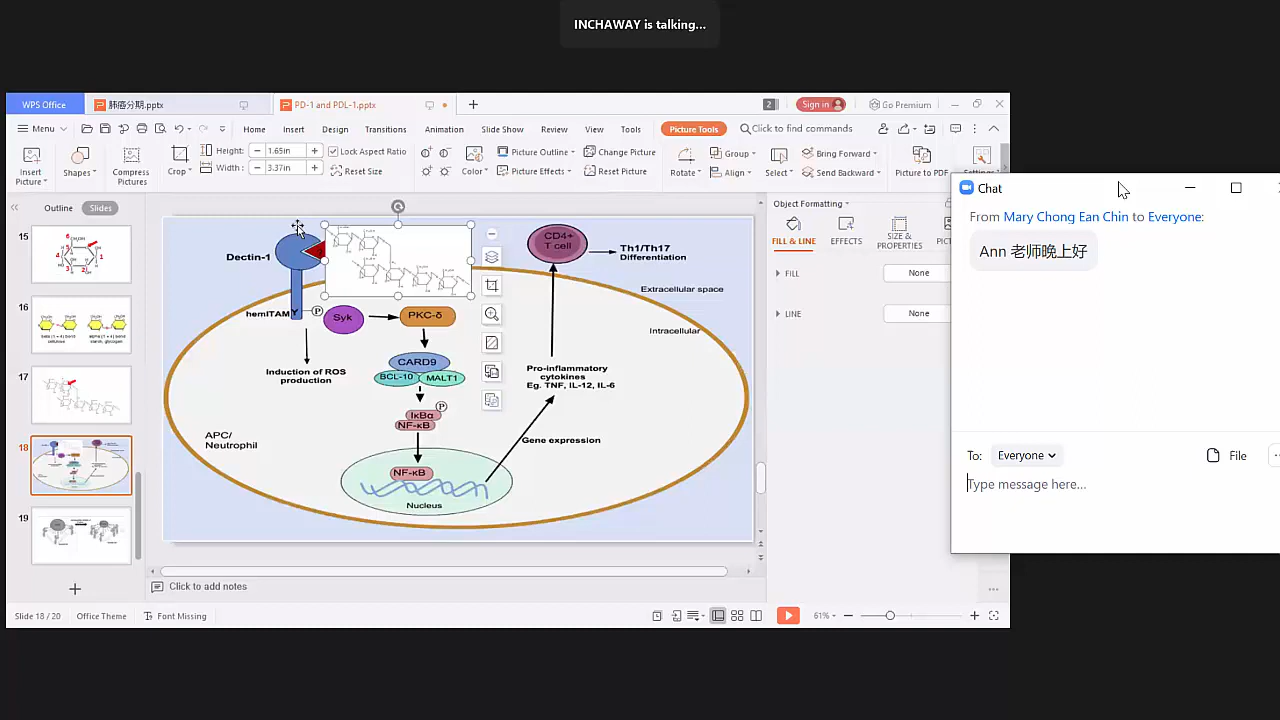 INCHAWAY is talking...
WPS Office
肺癌分期.pptx
PD-1 and PDL-1.pptx
2
Sign in
Go Premium
Menu
Home
Insert
Design
Transitions
Animation
Slide Show
Review
View
Tools
Picture Tools
Click to find commands
Insert
Picture
Shapes
Compress
Pictures
Crop
Height:
1.65in
Width :
3.37in
Lock Aspect Ratio
Reset Size
Color
Picture Outline
Change Picture
Picture Effects
Reset Picture
Rotate
Group
Align
Select
Bring Forward
Send Backward
Picture to PDF
Outline
Slides
15
16
17
18
19
Dectin-1
hemITAM
Y
P
Syk
PKC-δ
CD4+
T cell
Th1/Th17
Differentiation
Extracellular space
Intracellular
Induction of ROS
production
CARD9
BCL-10
MALT1
Pro-inflammatory
cytokines
Eg. TNF, IL-12, IL-6
P
IκBα
NF-κB
APC/
Neutrophil
Gene expression
NF-κB
Nucleus
Object Formatting
FILL & LINE
EFFECTS
SIZE &
PROPERTIES
FILL
None
LINE
None
Click to add notes
Slide 18 / 20
Office Theme
Font Missing
61%
Chat
From Mary Chong Ean Chin to Everyone:
Ann 老师晚上好
To:
Everyone
File
Type message here...